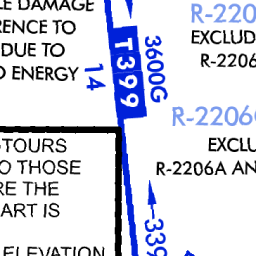 LE DAMAGE
RENCE TO
DUE TO
ENERGY
14
T399
3600G
R-2206
EXCLUD
R-2206
R-2206
EXCLU
R-2206A AN
TOURS
O THOSE
RE THE
ART IS
ELEVATION
339